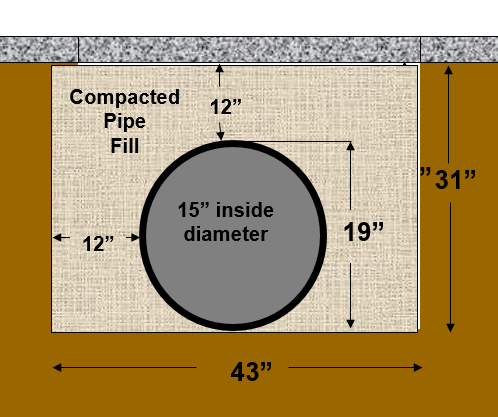 Compacted
Pipe
Fill
12”
15” inside
diameter
12”
19”
”
31”
43”